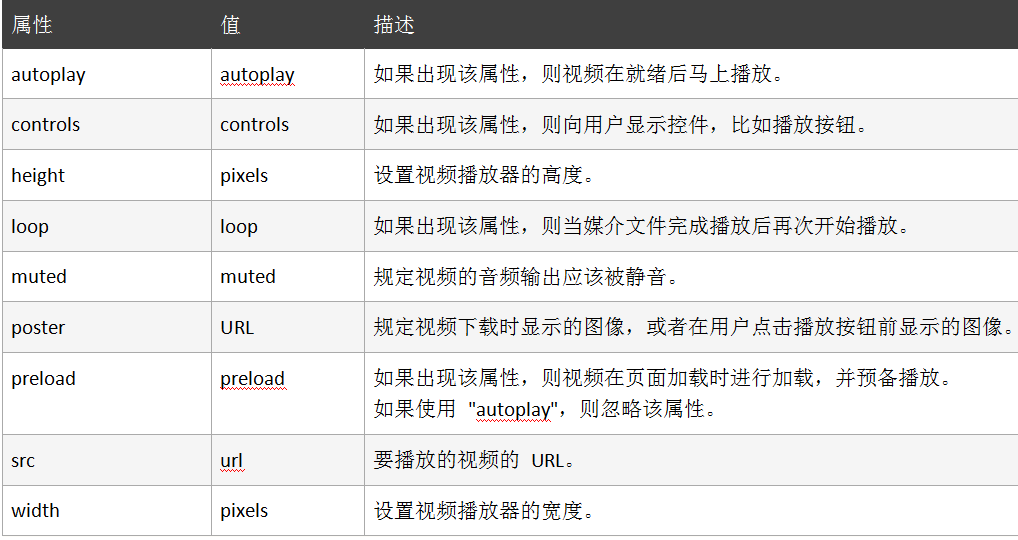 属性 值 描述
autoplay autoplay 如果出现该属性，则视频在就绪后马上播放。
controls controls 如果出现该属性，则向用户显示控件，比如播放按钮。
height pixels 设置视频播放器的高度。
loop loop 如果出现该属性，则当媒介文件完成播放后再次开始播放。
muted muted 规定视频的音频输出应该被静音。
poster URL 规定视频下载时显示的图像，或者在用户点击播放按钮前显示的图像。
preload preload 如果出现该属性，则视频在页面加载时进行加载，并预备播放。
如果使用 "autoplay"，则忽略该属性。
src url 要播放的视频的 URL。
width pixels 设置视频播放器的宽度。